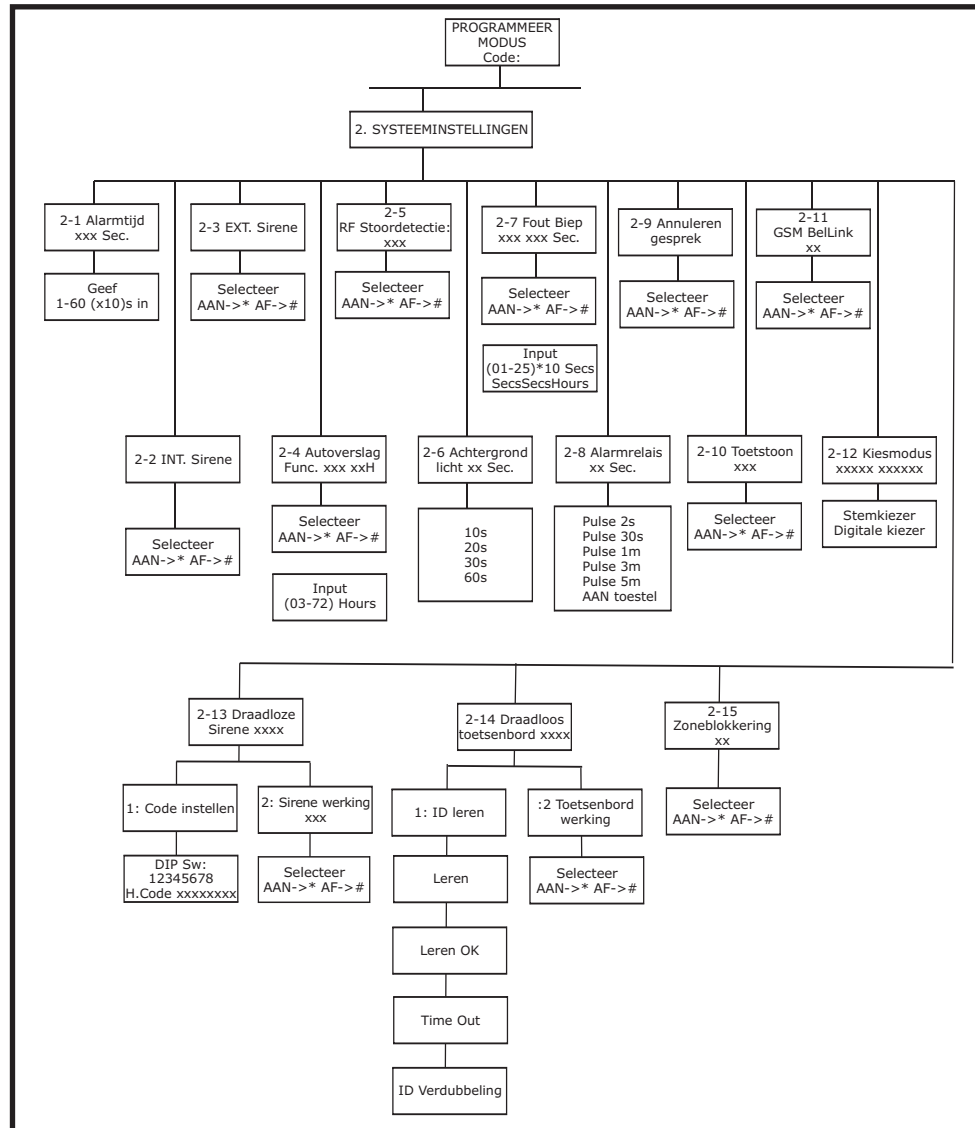 PROGRAMMEER
MODUS
Code:
2. SYSTEEMINSTELLINGEN
2-1 Alarmtijd
xxx Sec.
Geef
1-60 (x10)s in
2-3 EXT. Sirene
Selecteer
AAN->* AF->#
2-5
RF Stoordetectie:
xxx
Selecteer
AAN->* AF->#
2-7 Fout Biep
xxx xxx Sec.
Selecteer
AAN->* AF->#
Input
(01-25)*10 Secs
SecsSecsHours
2-9 Annuleren
gesprek
Selecteer
AAN->* AF->#
2-11
GSM BelLink
xx
Selecteer
AAN->* AF->#
2-2 INT. Sirene
Selecteer
AAN->* AF->#
2-4 Autoverslag
Func. xxx xxH
Selecteer
AAN->* AF->#
Input
(03-72) Hours
2-6 Achtergrond
licht xx Sec.
10s
20s
30s
60s
2-8 Alarmrelais
xx Sec.
Pulse 2s
Pulse 30s
Pulse 1m
Pulse 3m
Pulse 5m
AAN toestel
2-10 Toetstoon
xxx
Selecteer
AAN->* AF->#
2-12 Kiesmodus
xxxxx xxxxxx
Stemkiezer
Digitale kiezer
2-13 Draadloze
Sirene xxxx
1: Code instellen
DIP Sw:
12345678
H.Code xxxxxxxx
2: Sirene werking
xxx
Selecteer
AAN->* AF->#
2-14 Draadloos
toetsenbord xxxx
1: ID leren
Leren
Leren OK
Time Out
ID Verdubbeling
:2 Toetsenbord
werking
Selecteer
AAN->* AF->#
2-15
Zoneblokkering
xx
Selecteer
AAN->* AF->#